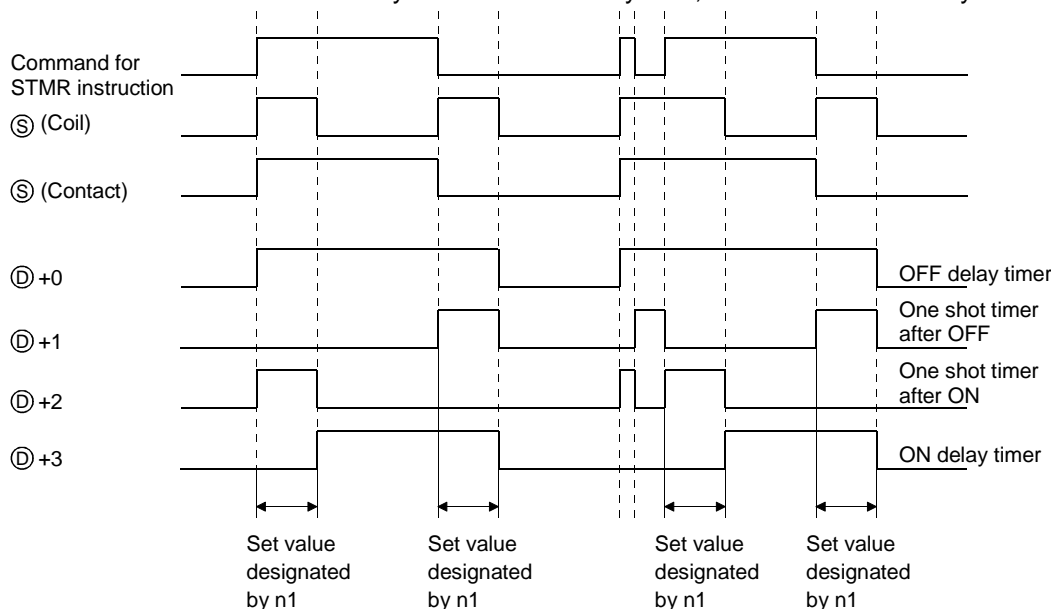 Command for
STMR instruction
Ⓢ (Coil)
Ⓢ (Contact)
Ⓓ +0
OFF delay timer
Ⓓ +1
One shot timer
after OFF
Ⓓ +2
One shot timer
after ON
Ⓓ +3
ON delay timer
Set value
designated
by n1
Set value
designated
by n1
Set value
designated
by n1
Set value
designated
by n1